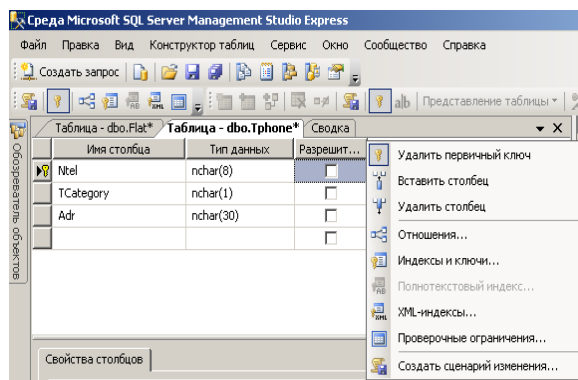 Среда Microsoft SQL Server Management Studio Express
Файл Правка Вид Конструктор таблиц Сервис Окно Сообщество Справка
Создать запрос
Представление таблицы
Таблица - dbo.Flat* Таблица - dbo.Tphone* Сводка
Обозреватель объектов
Имя столбца Тип данных Разрешит...
Ntel nchar(8)
TCategory nchar(1)
Adr nchar(30)
Удалить первичный ключ
Вставить столбец
Удалить столбец
Отношения...
Индексы и ключи...
Полнотекстовый индекс...
XML-индексы...
Проверочные ограничения...
Создать сценарий изменения...
Свойства столбцов